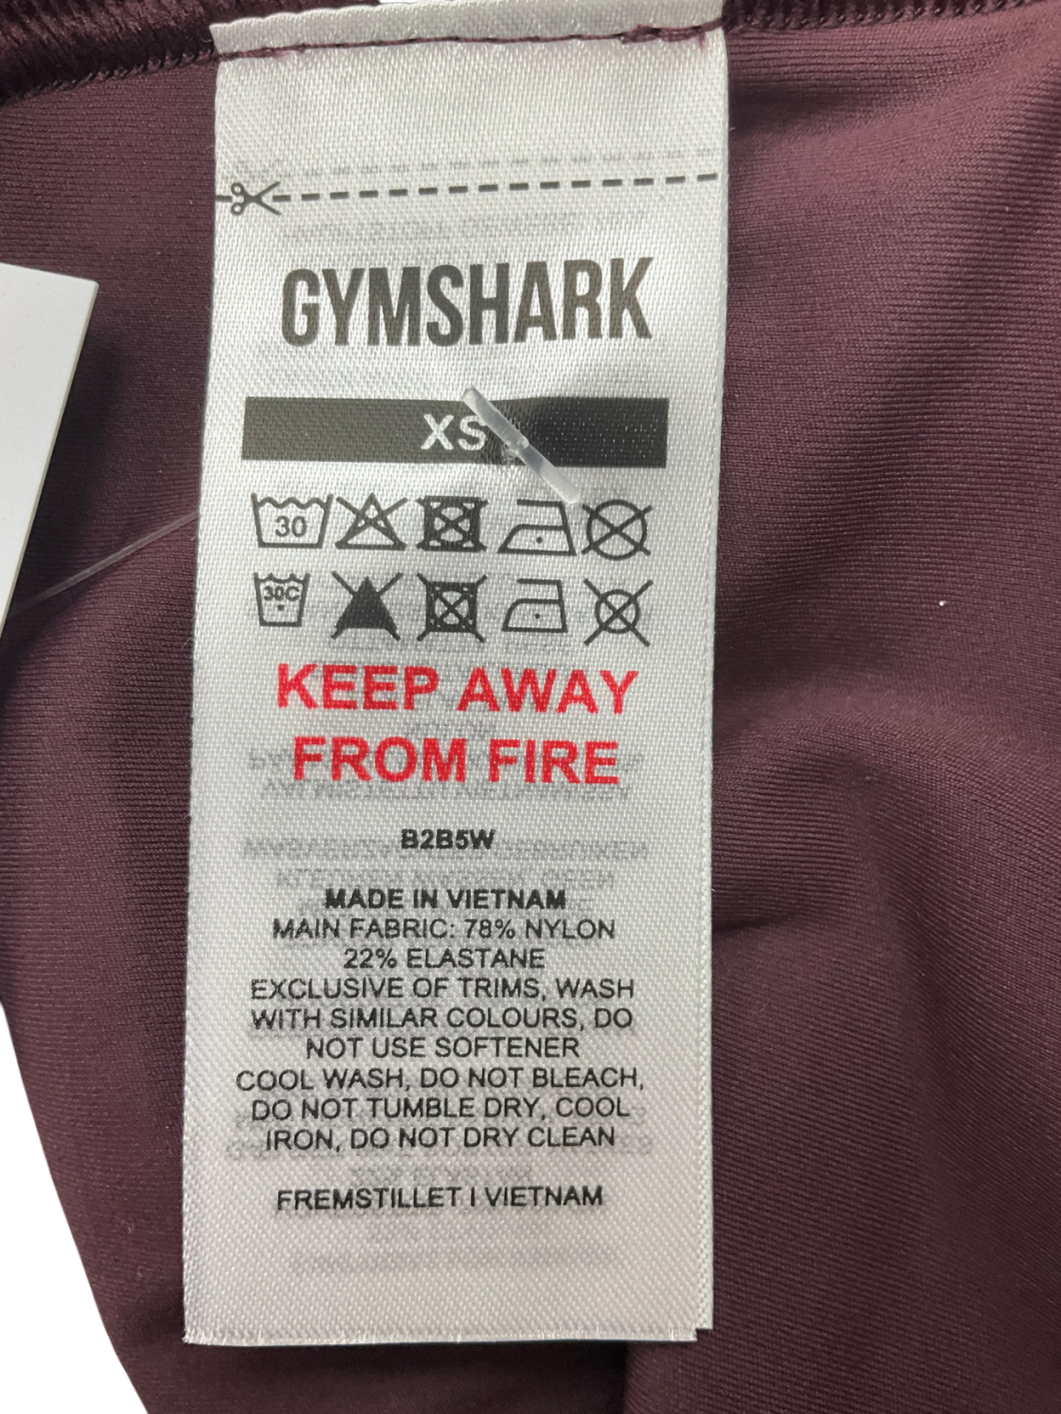 GYMSHARK
XS
30
30C
KEEP AWAY
FROM FIRE
B2B5W
MADE IN VIETNAM
MAIN FABRIC: 78% NYLON
22% ELASTANE
EXCLUSIVE OF TRIMS, WASH
WITH SIMILAR COLOURS, DO
NOT USE SOFTENER
COOL WASH, DO NOT BLEACH,
DO NOT TUMBLE DRY, COOL
IRON, DO NOT DRY CLEAN
FREMSTILLET I VIETNAM